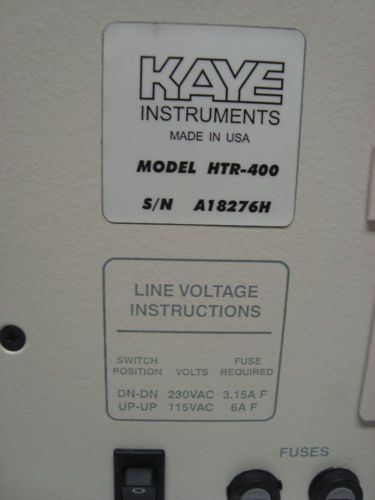 KAYE
INSTRUMENTS
MADE IN USA
MODEL HTR-400
S/N A18276H
LINE VOLTAGE
INSTRUCTIONS
SWITCH POSITION VOLTS FUSE REQUIRED
DN-DN 230VAC 3.15A F
UP-UP 115VAC 6A F
FUSES